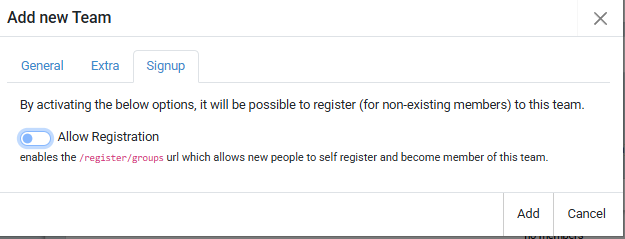 Add new Team
General Extra Signup
By activating the below options, it will be possible to register (for non-existing members) to this team.
Allow Registration
enables the /register/groups url which allows new people to self register and become member of this team.
Add Cancel
no members